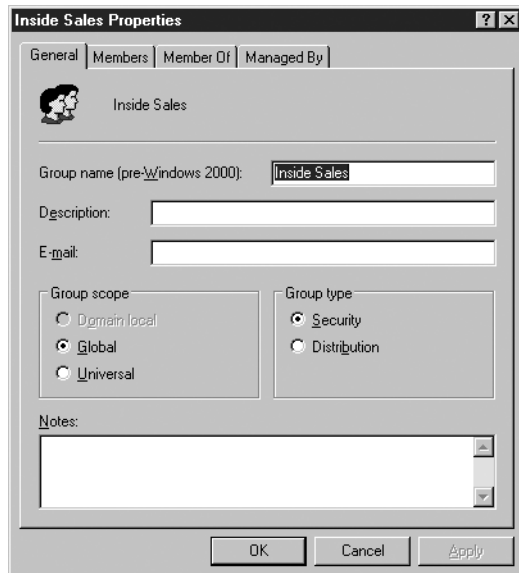 Inside Sales Properties
General Members Member Of Managed By
Inside Sales
Group name (pre-Windows 2000): Inside Sales
Description:
E-mail:
Group scope
Domain local
Global
Universal
Group type
Security
Distribution
Notes:
OK Cancel Apply